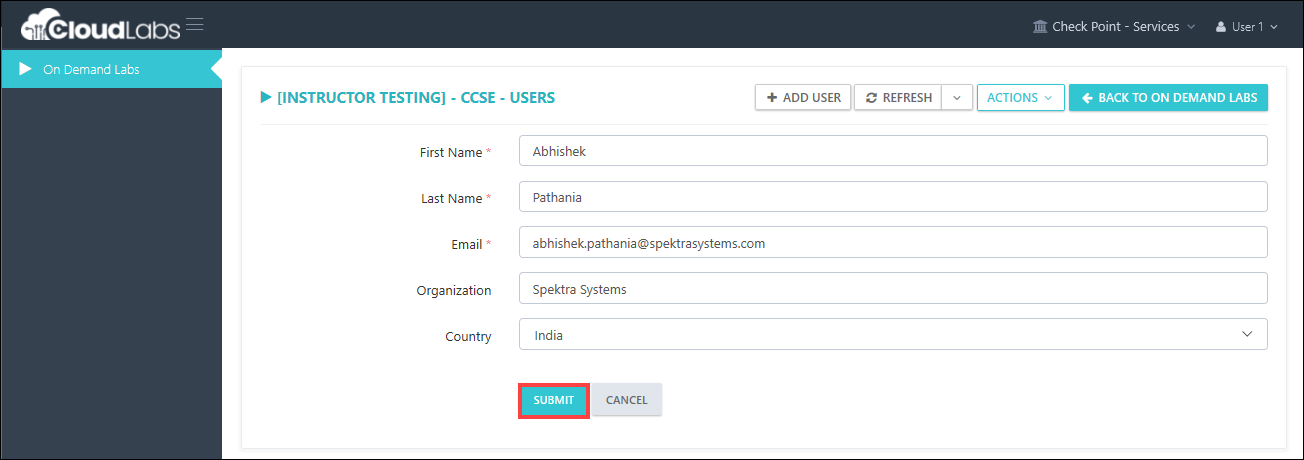 CloudLabs
Check Point - Services
User 1
On Demand Labs
[INSTRUCTOR TESTING] - CCSE - USERS
ADD USER
REFRESH
ACTIONS
BACK TO ON DEMAND LABS
First Name *
Abhishek
Last Name *
Pathania
Email *
abhishek.pathania@spektrasystems.com
Organization
Spektra Systems
Country
India
SUBMIT
CANCEL